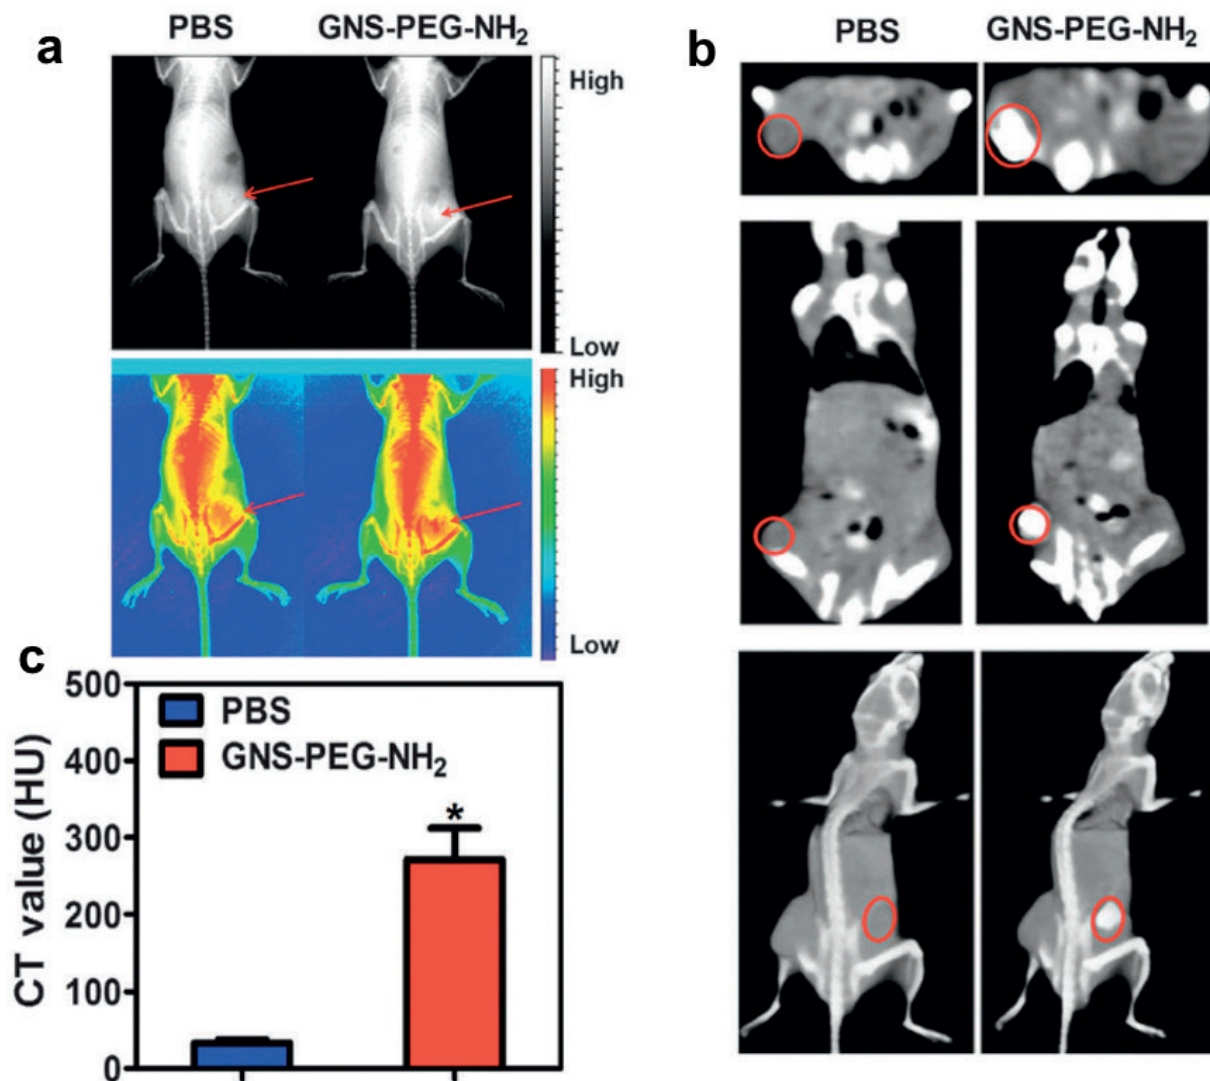 a
PBS
GNS-PEG-NH₂
High
Low
High
Low
b
PBS
GNS-PEG-NH₂
c
CT value (HU)
500
400
300
200
100
0
PBS
GNS-PEG-NH₂
*